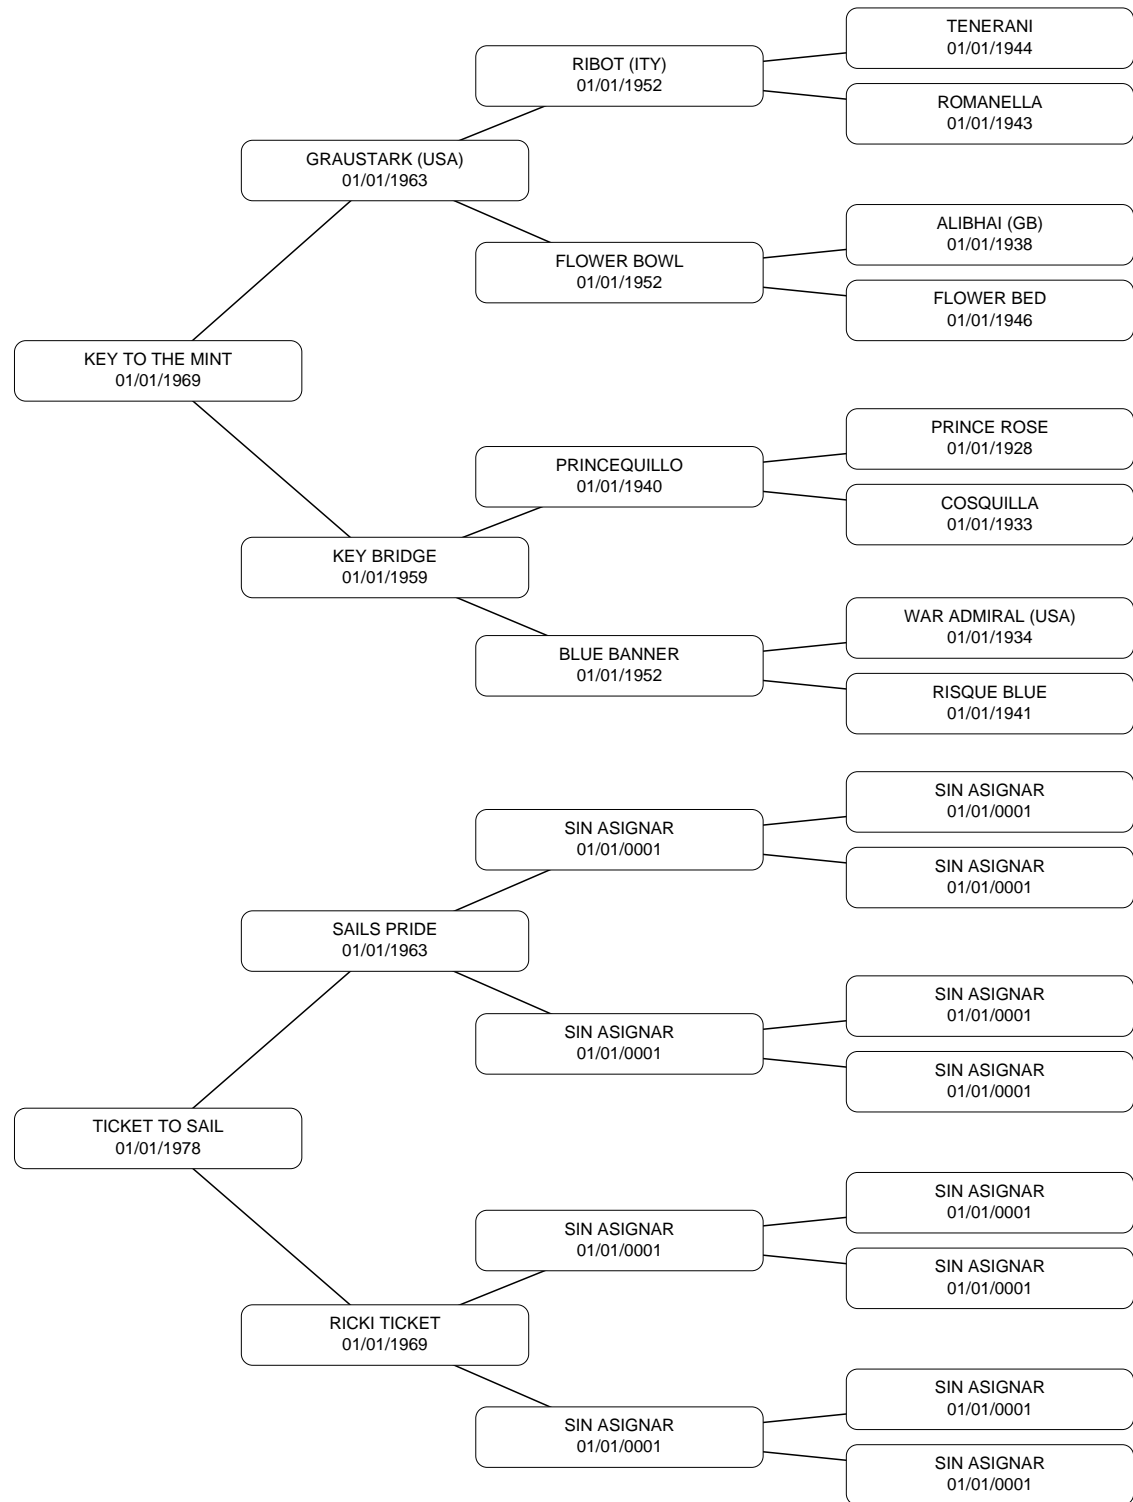 TENERANI
01/01/1944
RIBOT (ITY)
01/01/1952
ROMANELLA
01/01/1943
GRAUSTARK (USA)
01/01/1963
ALIBHAI (GB)
01/01/1938
FLOWER BOWL
01/01/1952
FLOWER BED
01/01/1946
KEY TO THE MINT
01/01/1969
PRINCE ROSE
01/01/1928
PRINCEQUILLO
01/01/1940
COSQUILLA
01/01/1933
KEY BRIDGE
01/01/1959
WAR ADMIRAL (USA)
01/01/1934
BLUE BANNER
01/01/1952
RISQUE BLUE
01/01/1941
SIN ASIGNAR
01/01/0001
SIN ASIGNAR
01/01/0001
SIN ASIGNAR
01/01/0001
SAILS PRIDE
01/01/1963
SIN ASIGNAR
01/01/0001
SIN ASIGNAR
01/01/0001
SIN ASIGNAR
01/01/0001
TICKET TO SAIL
01/01/1978
SIN ASIGNAR
01/01/0001
SIN ASIGNAR
01/01/0001
SIN ASIGNAR
01/01/0001
RICKI TICKET
01/01/1969
SIN ASIGNAR
01/01/0001
SIN ASIGNAR
01/01/0001
SIN ASIGNAR
01/01/0001